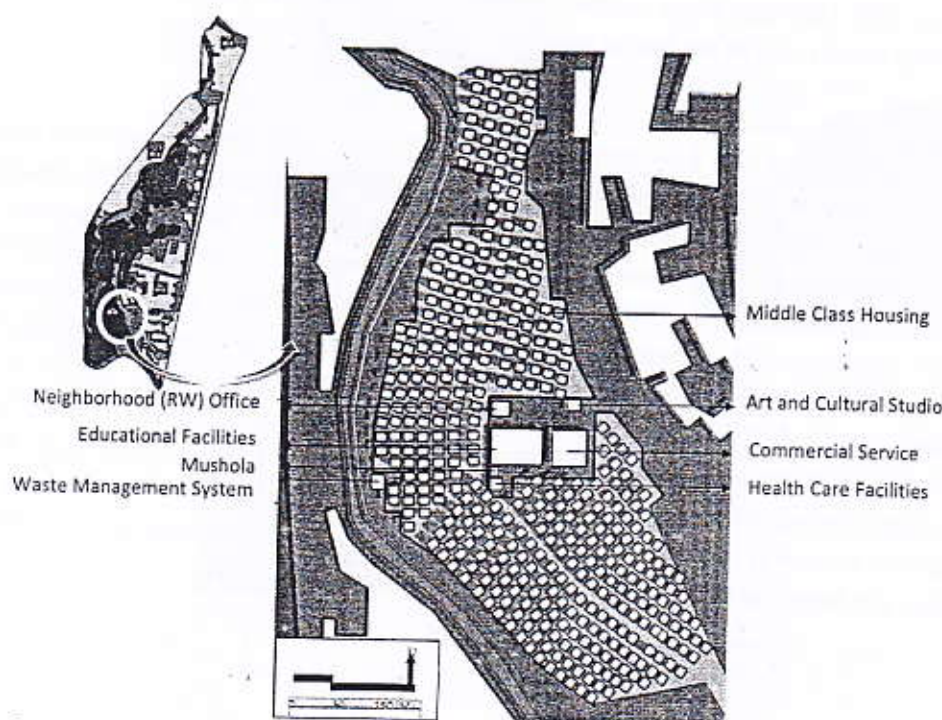 Middle Class Housing
Neighborhood (RW) Office
Art and Cultural Studio
Educational Facilities
Commercial Service
Mushola
Waste Management System
Health Care Facilities